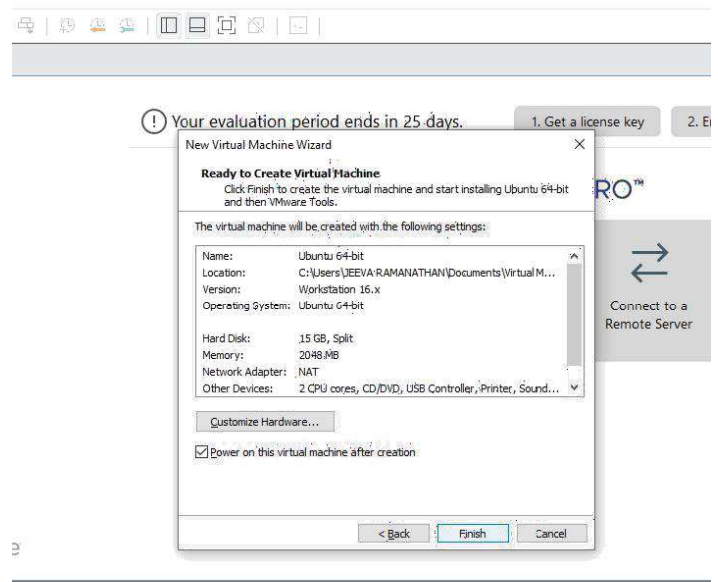 Your evaluation period ends in 25 days.
1. Get a license key
2. E
New Virtual Machine Wizard
Ready to Create Virtual Machine
Click Finish to create the virtual machine and start installing Ubuntu 64-bit
and then VMware Tools.
RO™
The virtual machine will be created with the following settings:
Name: Ubuntu 64-bit
Location: C:\Users\JEEVA RAMANATHAN\Documents\Virtual M...
Version: Workstation 16.x
Operating System: Ubuntu 64-bit
Hard Disk: 15 GB, Split
Memory: 2048 MB
Network Adapter: NAT
Other Devices: 2 CPU cores, CD/DVD, USB Controller, Printer, Sound...
Connect to a
Remote Server
Customize Hardware...
Power on this virtual machine after creation
< Back
Finish
Cancel
e